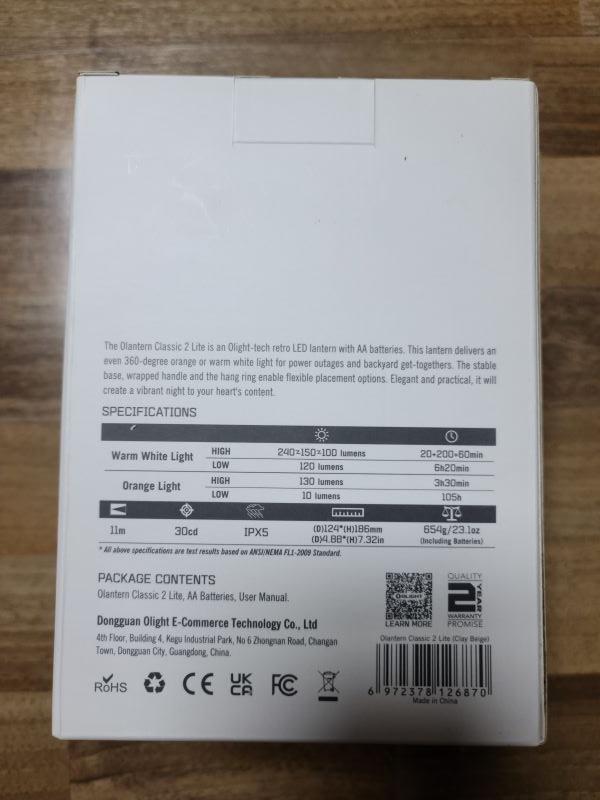 The Olantern Classic 2 Lite is an Olight-tech retro LED lantern with AA batteries. This lantern delivers an
even 360-degree orange or warm white light for power outages and backyard get-togethers. The stable
base, wrapped handle and the hang ring enable flexible placement options. Elegant and practical, it will
create a vibrant night to your heart's content.
SPECIFICATIONS
Warm White Light HIGH 240~150~100 lumens 20+200+60min
LOW 120 lumens 6h20min
Orange Light HIGH 130 lumens 3h30min
LOW 10 lumens 105h
11m 30cd IPX5 (D)124*(H)186mm 654g/23.1oz
(D)4.88*(H)7.32in (Including Batteries)
* All above specifications are test results based on ANSI/NEMA FL1-2009 Standard.
PACKAGE CONTENTS
Olantern Classic 2 Lite, AA Batteries, User Manual.
Dongguan Olight E-Commerce Technology Co., Ltd
4th Floor, Building 4, Kegu Industrial Park, No 6 Zhongnan Road, Changan
Town, Dongguan City, Guangdong, China.
OLIGHT
LEARN MORE
QUALITY
2 YEAR
WARRANTY
PROMISE
Olantern Classic 2 Lite (Clay Beige)
RoHS CE UK CA FC
6 972378 126870
Made in China